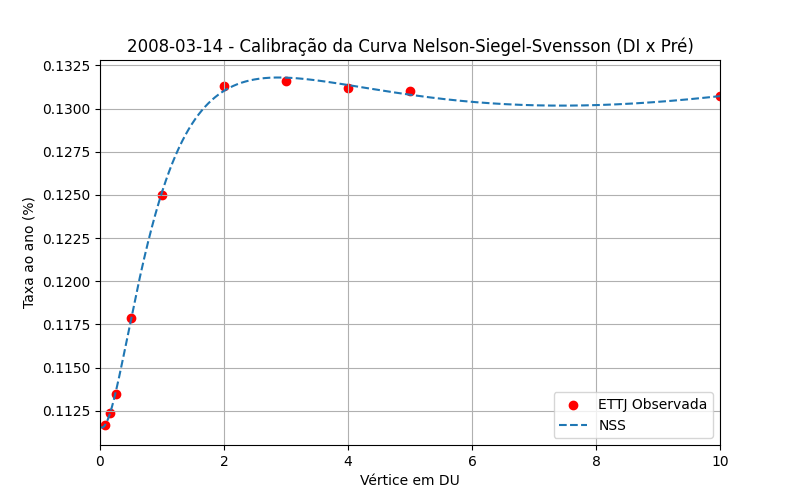 2008-03-14 - Calibração da Curva Nelson-Siegel-Svensson (DI x Pré)
Taxa ao ano (%)
0.1325
0.1300
0.1275
0.1250
0.1225
0.1200
0.1175
0.1150
0.1125
ETTJ Observada
NSS
0 2 4 6 8 10
Vértice em DU